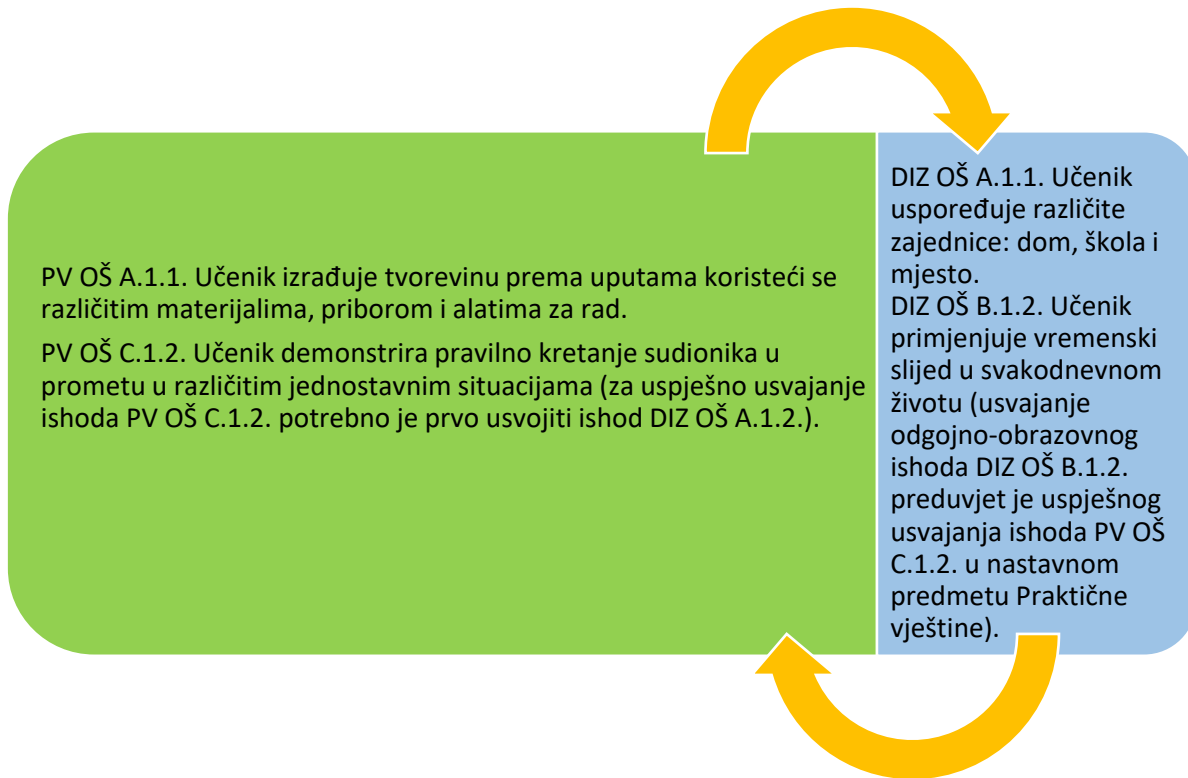 PV OŠ A.1.1. Učenik izrađuje tvorevinu prema uputama koristeći se
različitim materijalima, priborom i alatima za rad.
PV OŠ C.1.2. Učenik demonstrira pravilno kretanje sudionika u
prometu u različitim jednostavnim situacijama (za uspješno usvajanje
ishoda PV OŠ C.1.2. potrebno je prvo usvojiti ishod DIZ OŠ A.1.2.).
DIZ OŠ A.1.1. Učenik
uspoređuje različite
zajednice: dom, škola i
mjesto.
DIZ OŠ B.1.2. Učenik
primjenjuje vremenski
slijed u svakodnevnom
životu (usvajanje
odgojno-obrazovnog
ishoda DIZ OŠ B.1.2.
preduvjet je uspješnog
usvajanja ishoda PV OŠ
C.1.2. u nastavnom
predmetu Praktične
vještine).